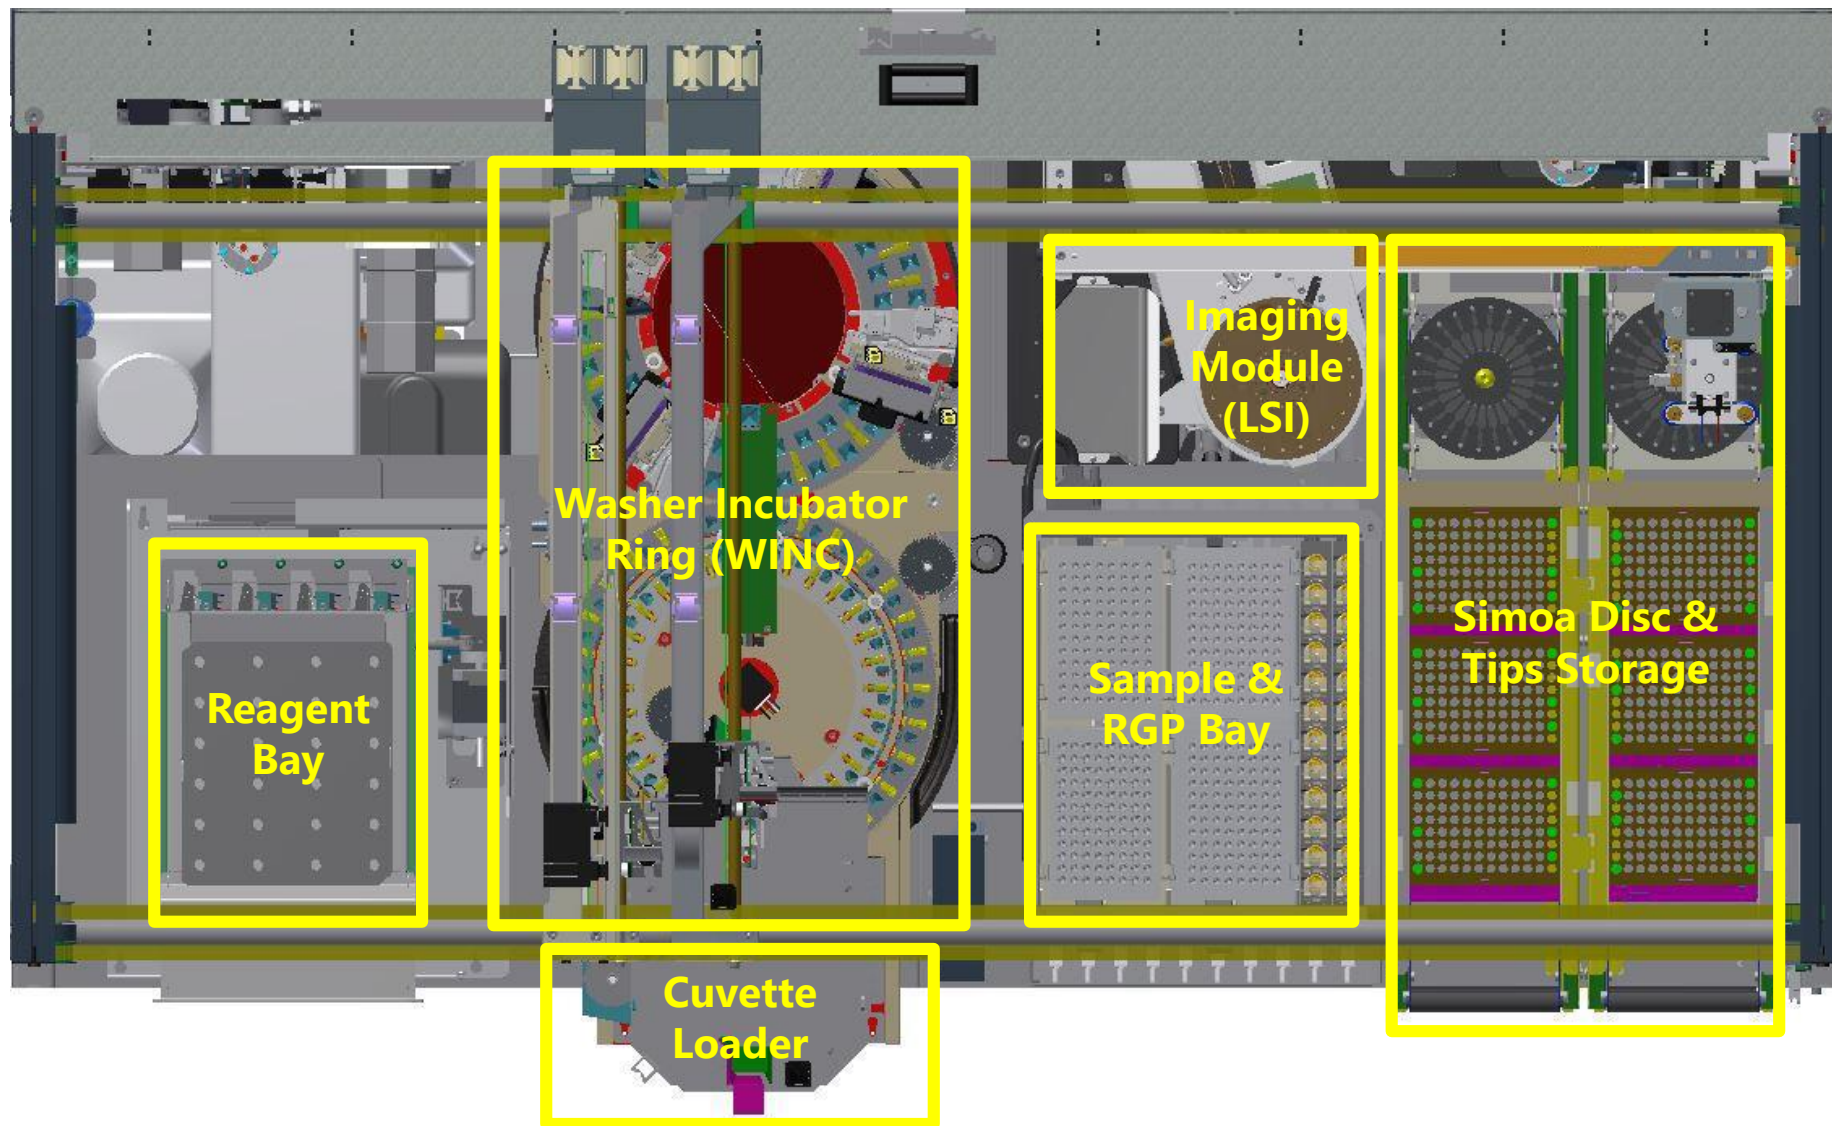 Imaging
Module
(LSI)
Washer Incubator
Ring (WINC)
Simoa Disc &
Tips Storage
Sample &
RGP Bay
Reagent
Bay
Cuvette
Loader